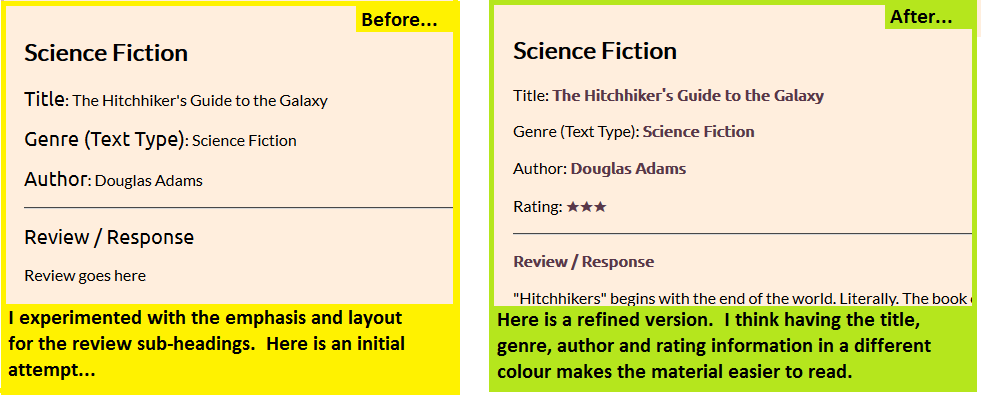 Before...
Science Fiction
Title: The Hitchhiker's Guide to the Galaxy
Genre (Text Type): Science Fiction
Author: Douglas Adams
Review / Response
Review goes here
I experimented with the emphasis and layout
for the review sub-headings.  Here is an initial
attempt...
After...
Science Fiction
Title: The Hitchhiker's Guide to the Galaxy
Genre (Text Type): Science Fiction
Author: Douglas Adams
Rating: ★★★
Review / Response
"Hitchhikers" begins with the end of the world. Literally. The book
Here is a refined version.  I think having the title,
genre, author and rating information in a different
colour makes the material easier to read.